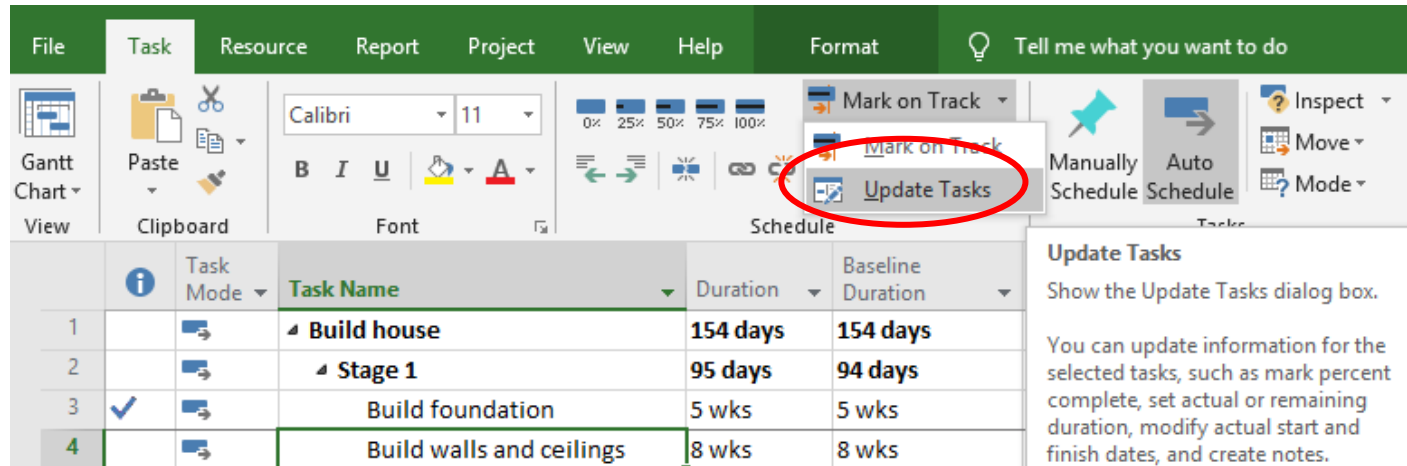 File Task Resource Report Project View Help Format Tell me what you want to do
Gantt Chart
View
Paste
Clipboard
Calibri 11
B I U A
Font
0% 25% 50% 75% 100%
Mark on Track
Mark on Track
Update Tasks
Schedule
Manually Schedule
Auto Schedule
Inspect
Move
Mode
Tasks
Update Tasks
Show the Update Tasks dialog box.
You can update information for the
selected tasks, such as mark percent
complete, set actual or remaining
duration, modify actual start and
finish dates, and create notes.
Task Mode Task Name Duration Baseline Duration
1 Build house 154 days 154 days
2 Stage 1 95 days 94 days
3 Build foundation 5 wks 5 wks
4 Build walls and ceilings 8 wks 8 wks